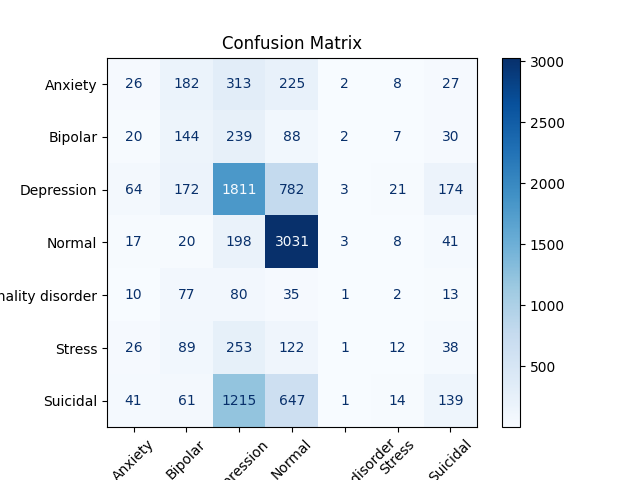 Confusion Matrix
Anxiety 26 182 313 225 2 8 27
Bipolar 20 144 239 88 2 7 30
Depression 64 172 1811 782 3 21 174
Normal 17 20 198 3031 3 8 41
nality disorder 10 77 80 35 1 2 13
Stress 26 89 253 122 1 12 38
Suicidal 41 61 1215 647 1 14 139
Anxiety Bipolar ression Normal disorder Stress Suicidal
3000
2500
2000
1500
1000
500